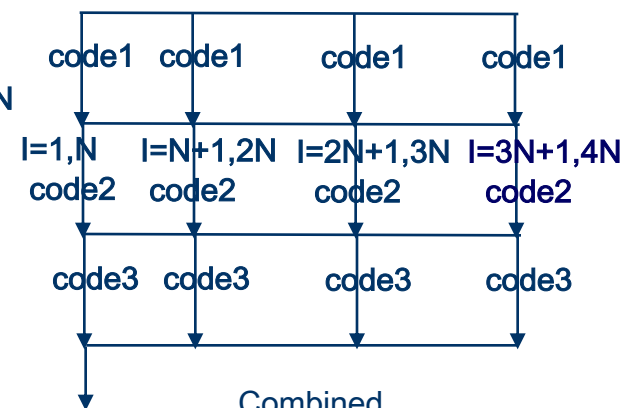 code1 code1 code1 code1
N
I=1,N I=N+1,2N I=2N+1,3N I=3N+1,4N
code2 code2 code2 code2
code3 code3 code3 code3
Combined